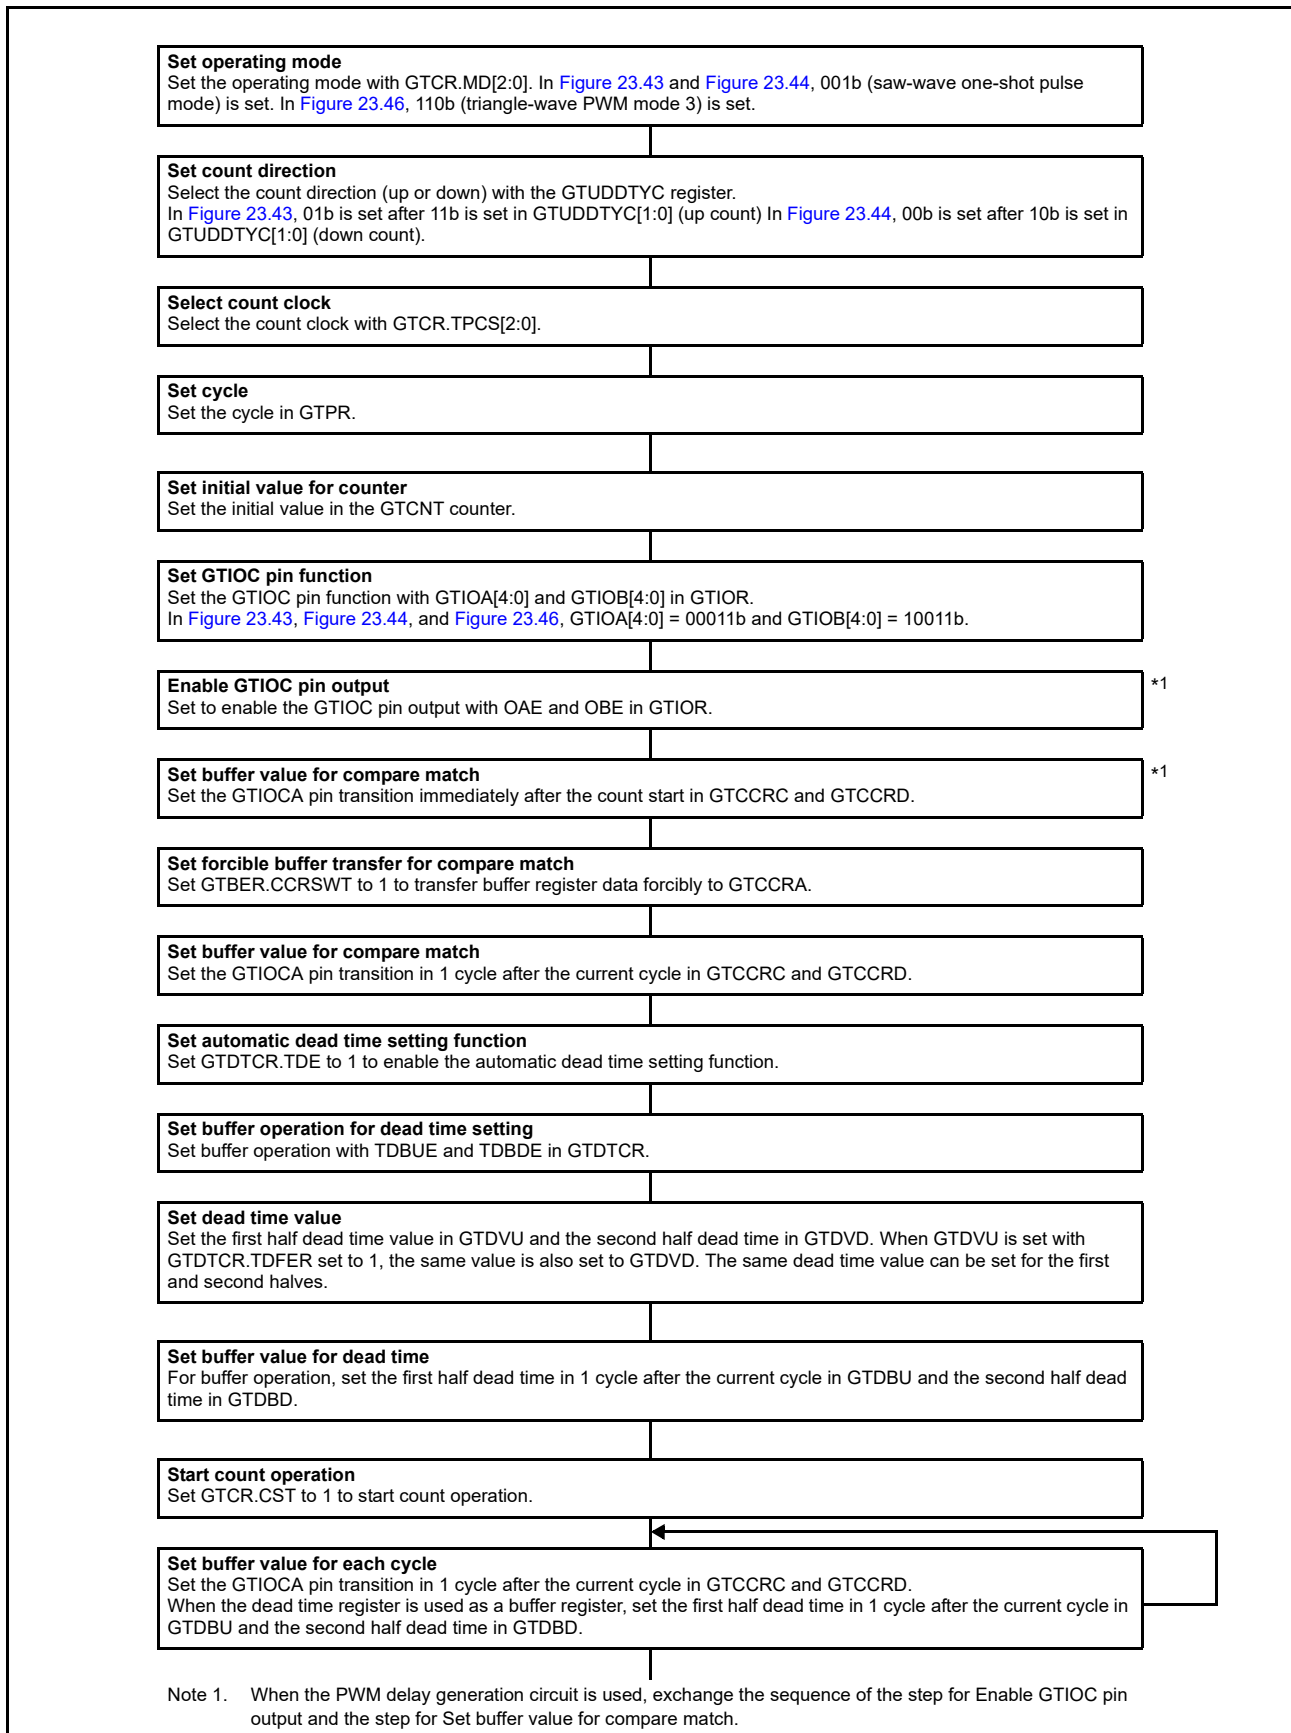 Set operating mode
Set the operating mode with GTCR.MD[2:0]. In Figure 23.43 and Figure 23.44, 001b (saw-wave one-shot pulse
mode) is set. In Figure 23.46, 110b (triangle-wave PWM mode 3) is set.
Set count direction
Select the count direction (up or down) with the GTUDDTYC register.
In Figure 23.43, 01b is set after 11b is set in GTUDDTYC[1:0] (up count) In Figure 23.44, 00b is set after 10b is set in
GTUDDTYC[1:0] (down count).
Select count clock
Select the count clock with GTCR.TPCS[2:0].
Set cycle
Set the cycle in GTPR.
Set initial value for counter
Set the initial value in the GTCNT counter.
Set GTIOC pin function
Set the GTIOC pin function with GTIOA[4:0] and GTIOB[4:0] in GTIOR.
In Figure 23.43, Figure 23.44, and Figure 23.46, GTIOA[4:0] = 00011b and GTIOB[4:0] = 10011b.
Enable GTIOC pin output *1
Set to enable the GTIOC pin output with OAE and OBE in GTIOR.
Set buffer value for compare match *1
Set the GTIOCA pin transition immediately after the count start in GTCCRC and GTCCRD.
Set forcible buffer transfer for compare match
Set GTBER.CCRSWT to 1 to transfer buffer register data forcibly to GTCCRA.
Set buffer value for compare match
Set the GTIOCA pin transition in 1 cycle after the current cycle in GTCCRC and GTCCRD.
Set automatic dead time setting function
Set GTDTCR.TDE to 1 to enable the automatic dead time setting function.
Set buffer operation for dead time setting
Set buffer operation with TDBUE and TDBDE in GTDTCR.
Set dead time value
Set the first half dead time value in GTDVU and the second half dead time in GTDVD. When GTDVU is set with
GTDTCR.TDFER set to 1, the same value is also set to GTDVD. The same dead time value can be set for the first
and second halves.
Set buffer value for dead time
For buffer operation, set the first half dead time in 1 cycle after the current cycle in GTDBU and the second half dead
time in GTDBD.
Start count operation
Set GTCR.CST to 1 to start count operation.
Set buffer value for each cycle
Set the GTIOCA pin transition in 1 cycle after the current cycle in GTCCRC and GTCCRD.
When the dead time register is used as a buffer register, set the first half dead time in 1 cycle after the current cycle in
GTDBU and the second half dead time in GTDBD.
Note 1. When the PWM delay generation circuit is used, exchange the sequence of the step for Enable GTIOC pin
output and the step for Set buffer value for compare match.